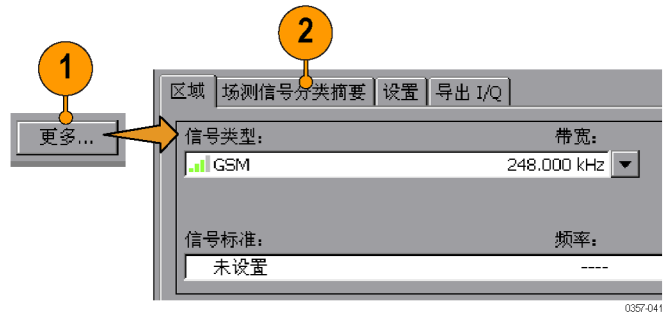 2
1
区域 场测信号分类摘要 设置 导出 I/Q
更多...
信号类型: 带宽:
GSM 248.000 kHz
信号标准: 频率:
未设置 ----
0357-041